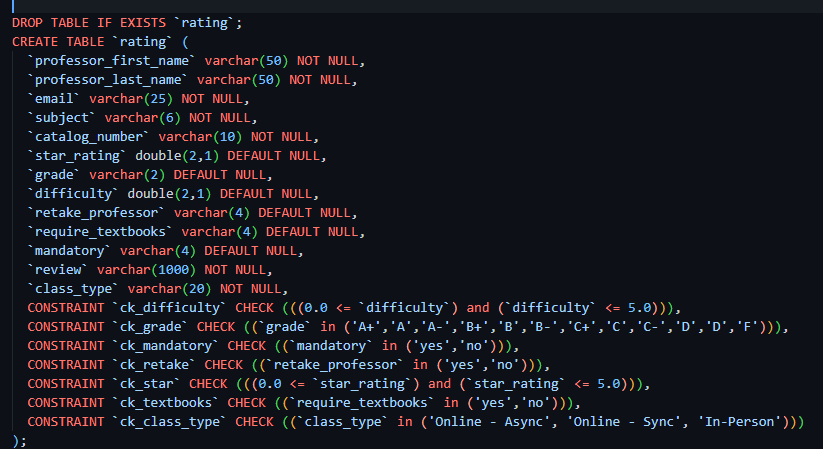 DROP TABLE IF EXISTS `rating`;
CREATE TABLE `rating` (
  `professor_first_name` varchar(50) NOT NULL,
  `professor_last_name` varchar(50) NOT NULL,
  `email` varchar(25) NOT NULL,
  `subject` varchar(6) NOT NULL,
  `catalog_number` varchar(10) NOT NULL,
  `star_rating` double(2,1) DEFAULT NULL,
  `grade` varchar(2) DEFAULT NULL,
  `difficulty` double(2,1) DEFAULT NULL,
  `retake_professor` varchar(4) DEFAULT NULL,
  `require_textbooks` varchar(4) DEFAULT NULL,
  `mandatory` varchar(4) DEFAULT NULL,
  `review` varchar(1000) NOT NULL,
  `class_type` varchar(20) NOT NULL,
  CONSTRAINT `ck_difficulty` CHECK (((0.0 <= `difficulty`) and (`difficulty` <= 5.0))),
  CONSTRAINT `ck_grade` CHECK ((`grade` in ('A+','A','A-','B+','B','B-','C+','C','C-','D','D','F'))),
  CONSTRAINT `ck_mandatory` CHECK ((`mandatory` in ('yes','no'))),
  CONSTRAINT `ck_retake` CHECK ((`retake_professor` in ('yes','no'))),
  CONSTRAINT `ck_star` CHECK (((0.0 <= `star_rating`) and (`star_rating` <= 5.0))),
  CONSTRAINT `ck_textbooks` CHECK ((`require_textbooks` in ('yes','no'))),
  CONSTRAINT `ck_class_type` CHECK ((`class_type` in ('Online - Async', 'Online - Sync', 'In-Person')))
);